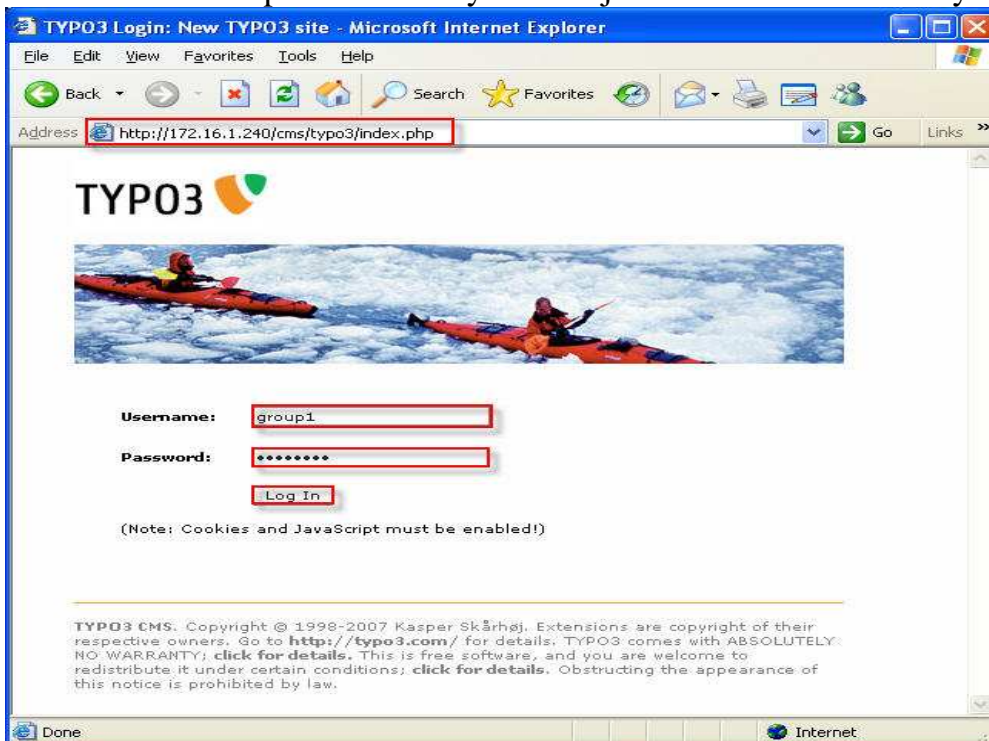 TYPO3 Login: New TYPO3 site - Microsoft Internet Explorer
File Edit View Favorites Tools Help
Back Search Favorites
Address http://172.16.1.240/cms/typo3/index.php Go Links »
TYPO3
Username: group1
Password: ••••••••
Log In
(Note: Cookies and JavaScript must be enabled!)
TYPO3 CMS. Copyright © 1998-2007 Kasper Skårhøj. Extensions are copyright of their
respective owners. Go to http://typo3.com/ for details. TYPO3 comes with ABSOLUTELY
NO WARRANTY; click for details. This is free software, and you are welcome to
redistribute it under certain conditions; click for details. Obstructing the appearance of
this notice is prohibited by law.
Done Internet